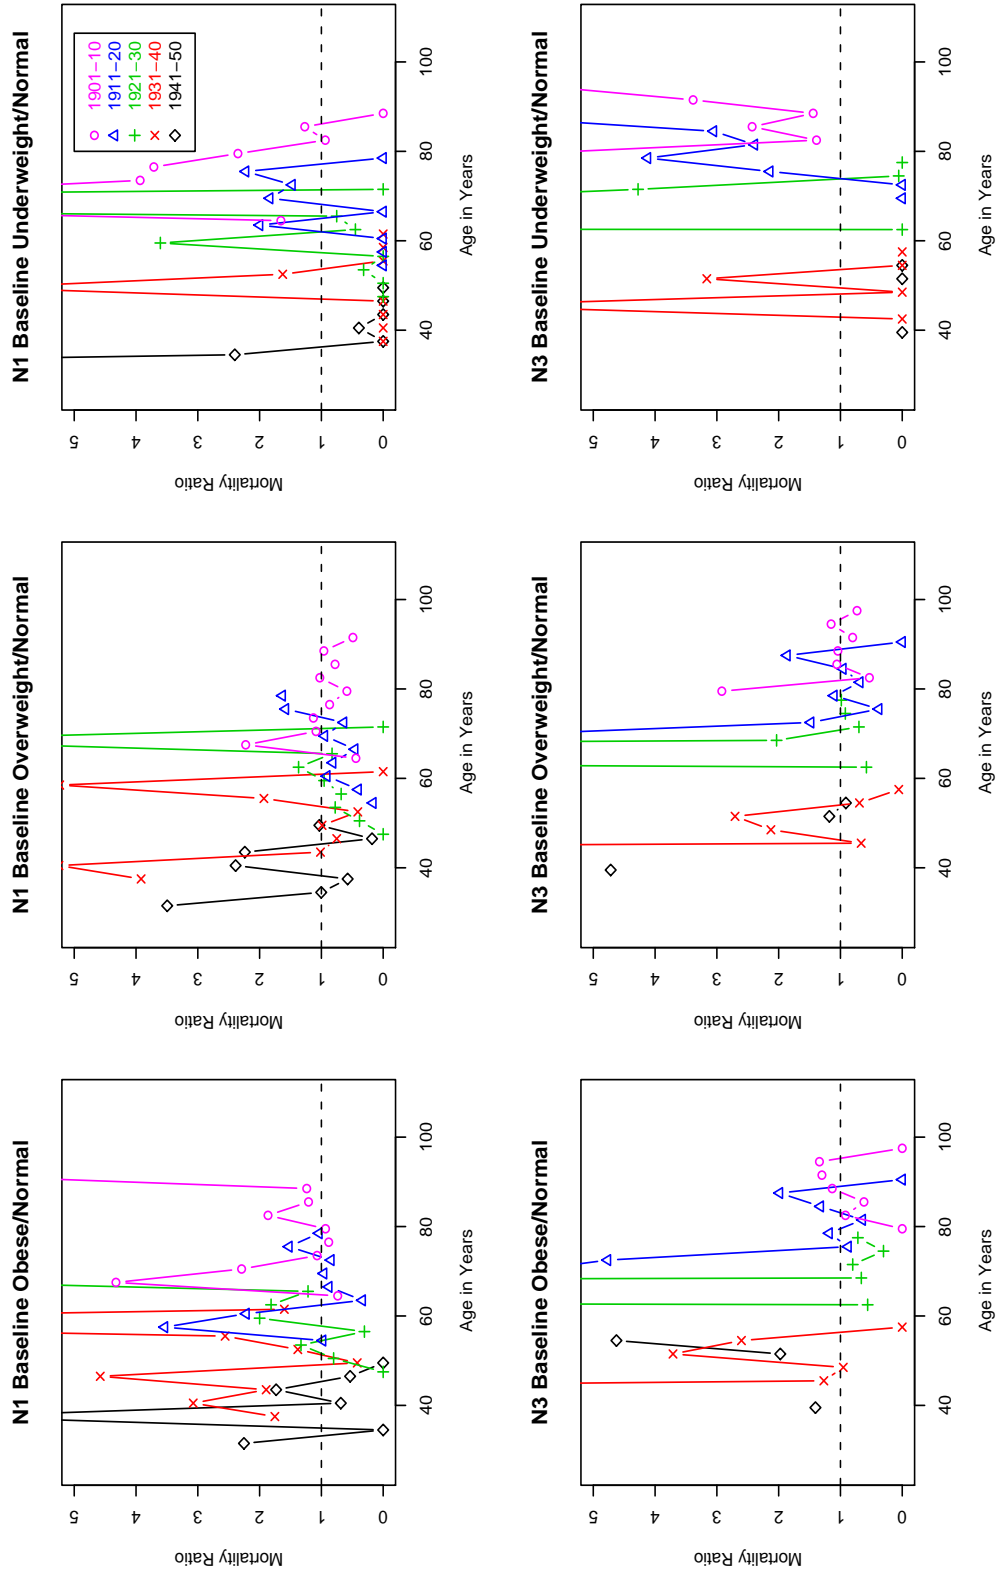 N1 Baseline Obese/Normal
Mortality Ratio
0 1 2 3 4 5
40 60 80 100
Age in Years
N1 Baseline Overweight/Normal
Mortality Ratio
0 1 2 3 4 5
40 60 80 100
Age in Years
N1 Baseline Underweight/Normal
1901−10
1911−20
1921−30
1931−40
1941−50
Mortality Ratio
0 1 2 3 4 5
40 60 80 100
Age in Years
N3 Baseline Obese/Normal
Mortality Ratio
0 1 2 3 4 5
40 60 80 100
Age in Years
N3 Baseline Overweight/Normal
Mortality Ratio
0 1 2 3 4 5
40 60 80 100
Age in Years
N3 Baseline Underweight/Normal
Mortality Ratio
0 1 2 3 4 5
40 60 80 100
Age in Years